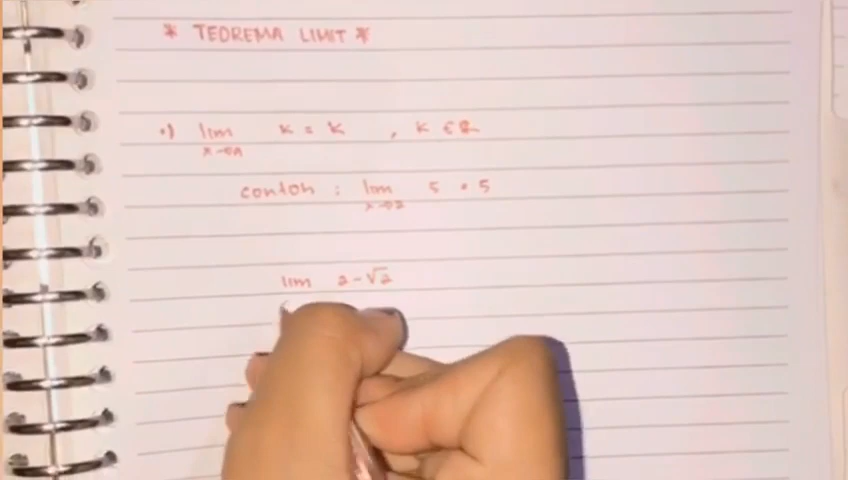 * TEOREMA LIMIT *
•) lim K = K , K ∈ R
x→A
contoh : lim 5 = 5
x→2
lim 2-√2